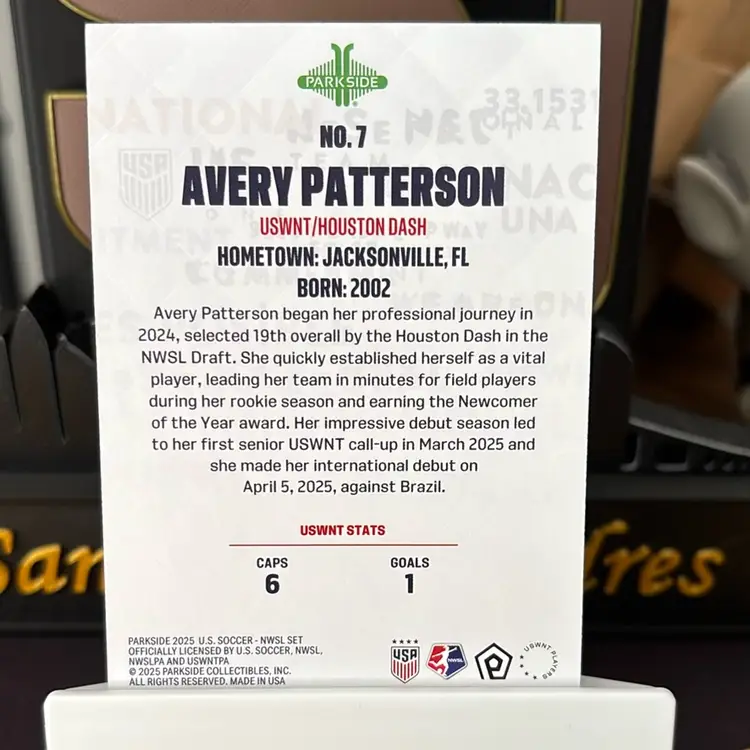 PARKSIDE
NO. 7
AVERY PATTERSON
USWNT/HOUSTON DASH
HOMETOWN: JACKSONVILLE, FL
BORN: 2002
Avery Patterson began her professional journey in
2024, selected 19th overall by the Houston Dash in the
NWSL Draft. She quickly established herself as a vital
player, leading her team in minutes for field players
during her rookie season and earning the Newcomer
of the Year award. Her impressive debut season led
to her first senior USWNT call-up in March 2025 and
she made her international debut on
April 5, 2025, against Brazil.
USWNT STATS
CAPS GOALS
6 1
PARKSIDE 2025 U.S. SOCCER - NWSL SET
OFFICIALLY LICENSED BY U.S. SOCCER, NWSL,
NWSLPA AND USWNTPA
© 2025 PARKSIDE COLLECTIBLES, INC.
ALL RIGHTS RESERVED. MADE IN USA
USA
NWSL
USWNT PLAYERS
San
dres